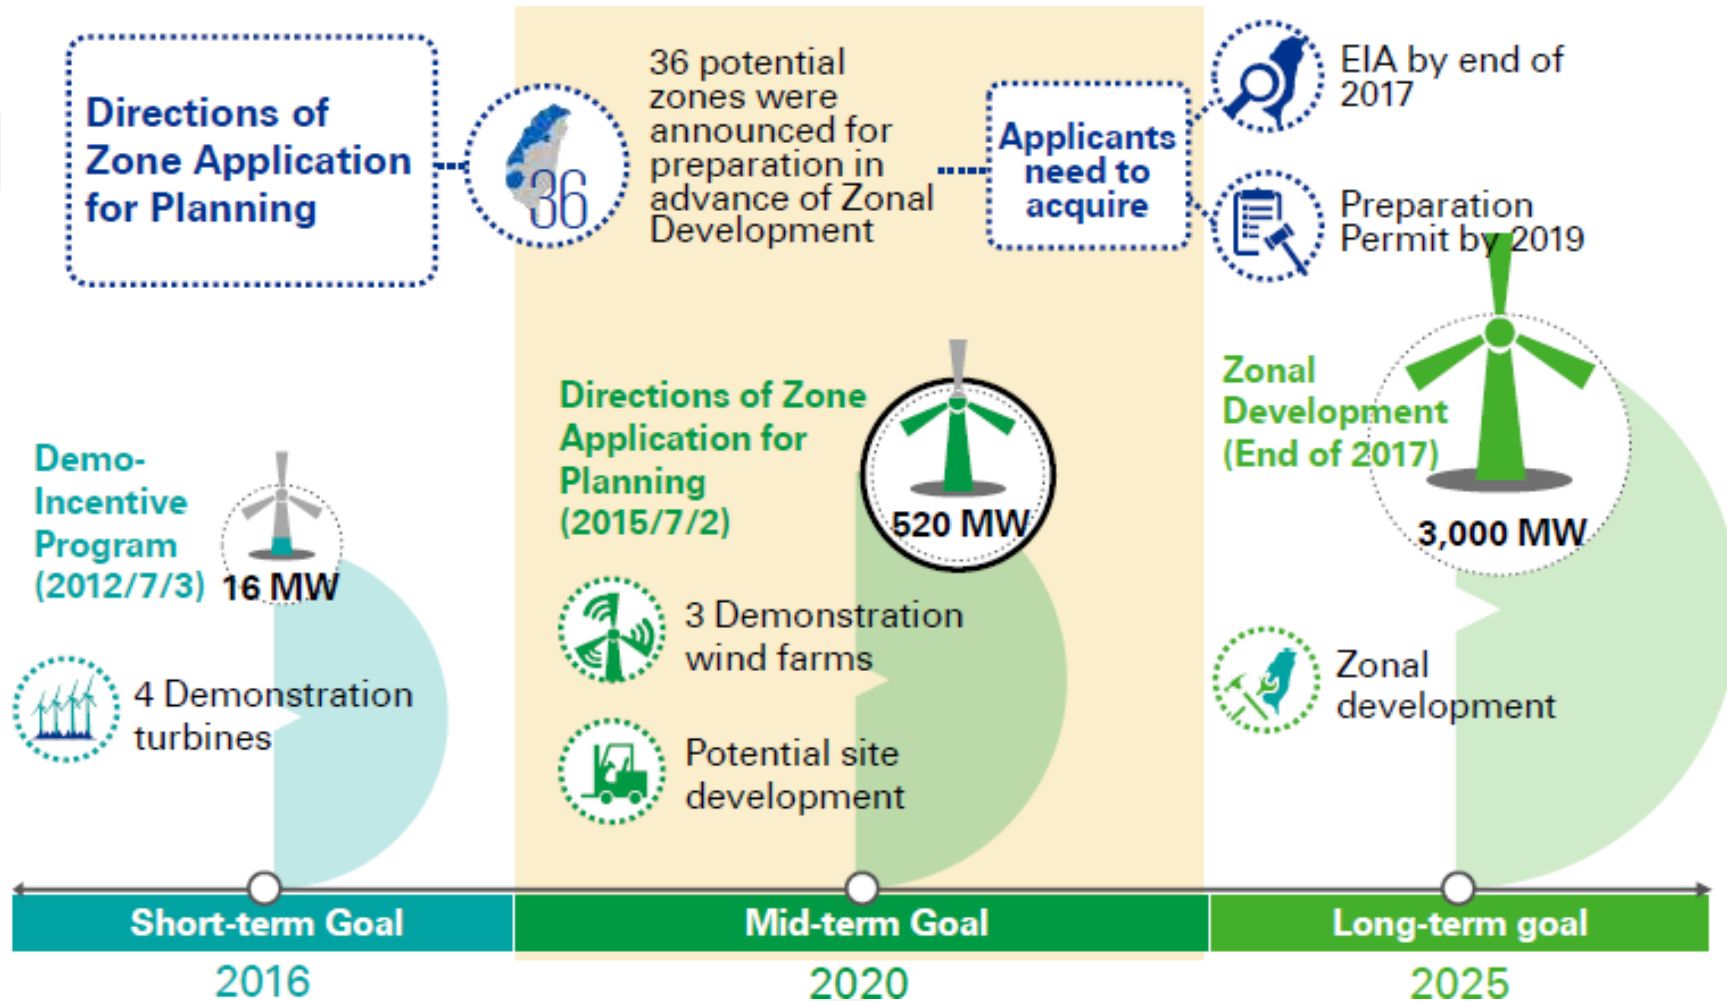 Directions of
Zone Application
for Planning
36
36 potential
zones were
announced for
preparation in
advance of Zonal
Development
Applicants
need to
acquire
EIA by end of
2017
Preparation
Permit by 2019
Demo-
Incentive
Program
(2012/7/3)
16 MW
4 Demonstration
turbines
Directions of Zone
Application for
Planning
(2015/7/2)
520 MW
3 Demonstration
wind farms
Potential site
development
Zonal
Development
(End of 2017)
3,000 MW
Zonal
development
Short-term Goal
Mid-term Goal
Long-term goal
2016
2020
2025